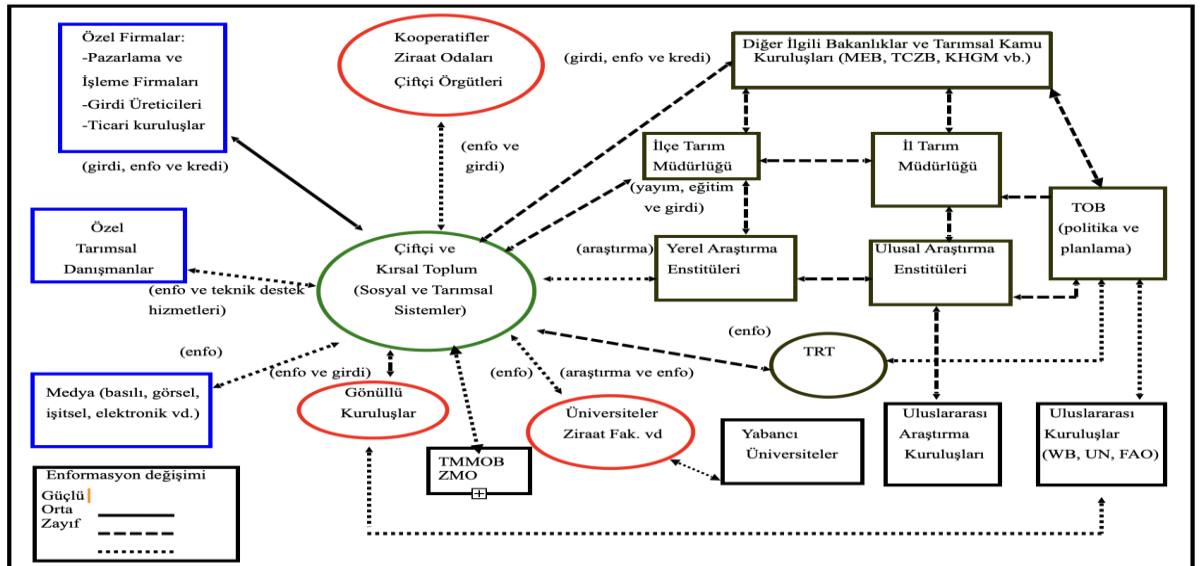 Özel Firmalar:
-Pazarlama ve
İşleme Firmaları
-Girdi Üreticileri
-Ticari kuruluşlar
(girdi, enfo ve kredi)
Kooperatifler
Ziraat Odaları
Çiftçi Örgütleri
(enfo ve
girdi)
(girdi, enfo ve kredi)
Diğer İlgili Bakanlıklar ve Tarımsal Kamu
Kuruluşları (MEB, TCZB, KHGM vb.)
İlçe Tarım
Müdürlüğü
(yayım, eğitim
ve girdi)
İl Tarım
Müdürlüğü
TOB
(politika ve
planlama)
Özel
Tarımsal
Danışmanlar
(enfo ve teknik destek
hizmetleri)
Çiftçi ve
Kırsal Toplum
(Sosyal ve Tarımsal
Sistemler)
(araştırma)
Yerel Araştırma
Enstitüleri
Ulusal Araştırma
Enstitüleri
(enfo)
TRT
(enfo)
Medya (basılı, görsel,
işitsel, elektronik vd.)
(enfo ve girdi)
Gönüllü
Kuruluşlar
(enfo)
(araştırma ve enfo)
Üniversiteler
Ziraat Fak. vd
TMMOB
ZMO
Yabancı
Üniversiteler
Uluslararası
Araştırma
Kuruluşları
Uluslararası
Kuruluşlar
(WB, UN, FAO)
Enformasyon değişimi
Güçlü
Orta
Zayıf